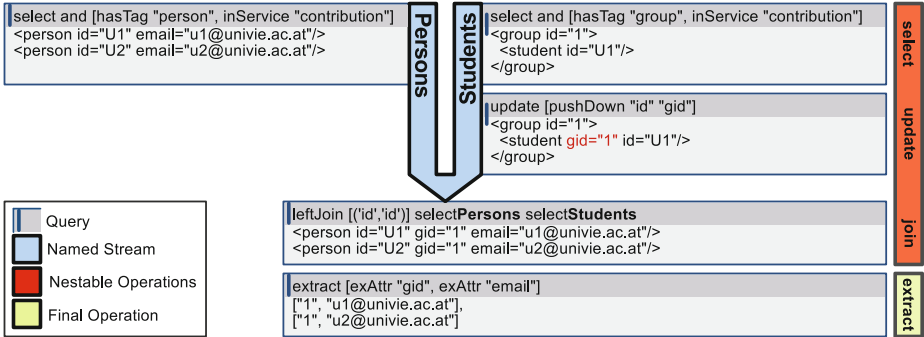 select and [hasTag "person", inService "contribution"]
<person id="U1" email="u1@univie.ac.at"/>
<person id="U2" email="u2@univie.ac.at"/>
Persons
Students
select and [hasTag "group", inService "contribution"]
<group id="1">
<student id="U1"/>
</group>
update [pushDown "id" "gid"]
<group id="1">
<student gid="1" id="U1"/>
</group>
select
update
join
leftJoin [('id','id')] selectPersons selectStudents
<person id="U1" gid="1" email="u1@univie.ac.at"/>
<person id="U2" gid="1" email="u2@univie.ac.at"/>
extract [exAttr "gid", exAttr "email"]
["1", "u1@univie.ac.at"],
["1", "u2@univie.ac.at"]
extract
Query
Named Stream
Nestable Operations
Final Operation